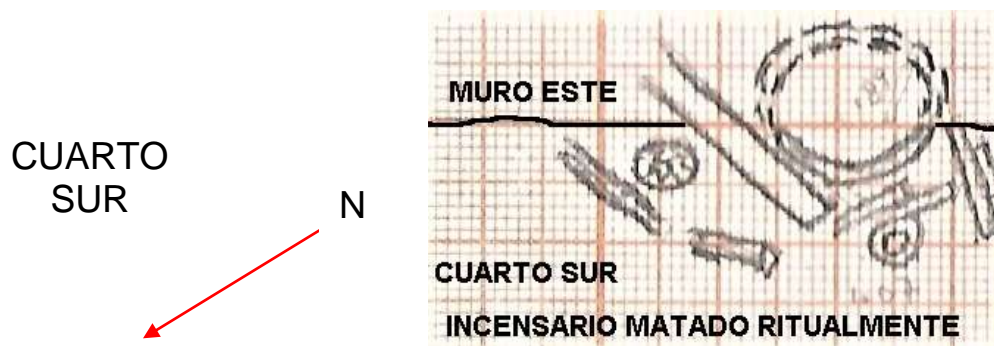 CUARTO
SUR
N
MURO ESTE
CUARTO SUR
INCENSARIO MATADO RITUALMENTE